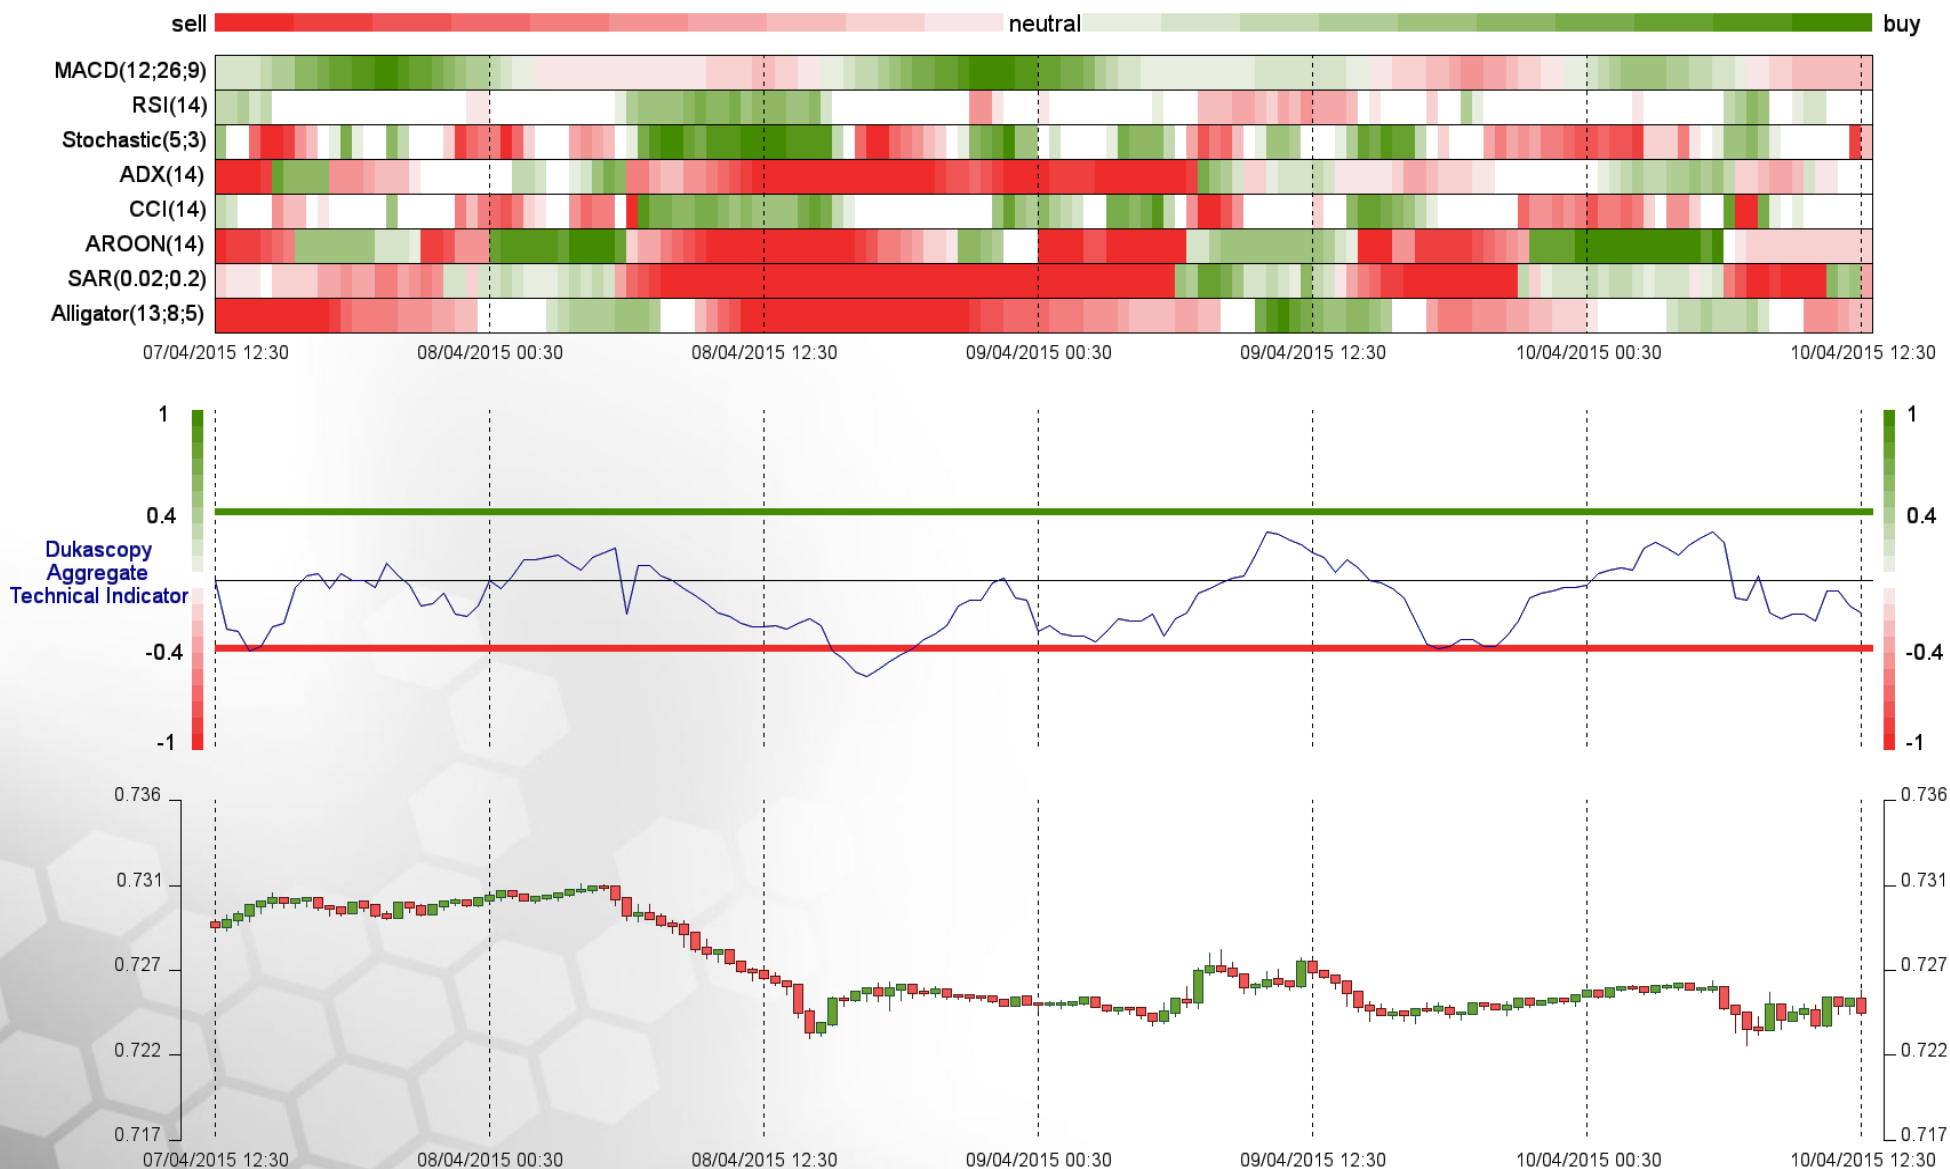 sell neutral buy
MACD(12;26;9)
RSI(14)
Stochastic(5;3)
ADX(14)
CCI(14)
AROON(14)
SAR(0.02;0.2)
Alligator(13;8;5)
07/04/2015 12:30 08/04/2015 00:30 08/04/2015 12:30 09/04/2015 00:30 09/04/2015 12:30 10/04/2015 00:30 10/04/2015 12:30
1 1
0.4 0.4
Dukascopy
Aggregate
Technical Indicator
-0.4 -0.4
-1 -1
0.736 0.736
0.731 0.731
0.727 0.727
0.722 0.722
0.717 0.717
07/04/2015 12:30 08/04/2015 00:30 08/04/2015 12:30 09/04/2015 00:30 09/04/2015 12:30 10/04/2015 00:30 10/04/2015 12:30